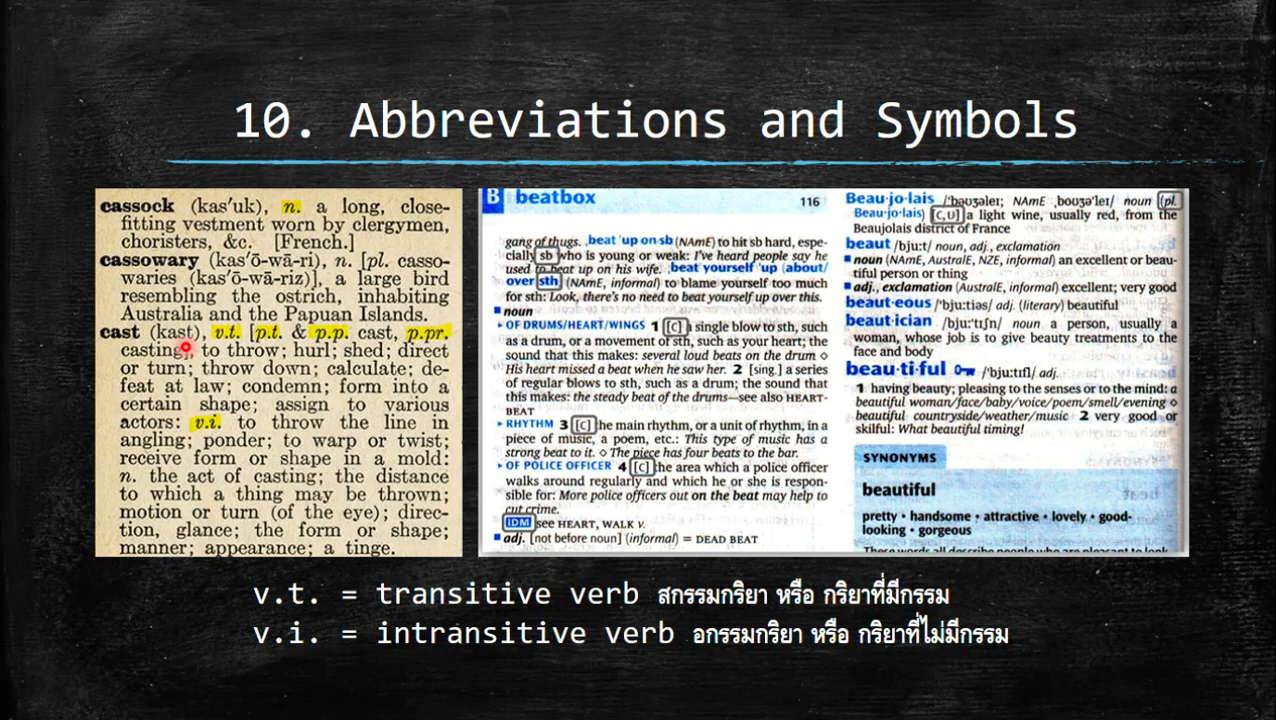 10. Abbreviations and Symbols
cassock (kas′uk), n. a long, close-
fitting vestment worn by clergymen,
choristers, &c. [French.]
cassowary (kas′ō-wā-ri), n. [pl. casso-
waries (kas′ō-wā-riz)], a large bird
resembling the ostrich, inhabiting
Australia and the Papuan Islands.
cast (kast), v.t. [p.t. & p.p. cast, p.pr.
casting], to throw; hurl; shed; direct
or turn; throw down; calculate; de-
feat at law; condemn; form into a
certain shape; assign to various
actors: v.i. to throw the line in
angling; ponder; to warp or twist;
receive form or shape in a mold:
n. the act of casting; the distance
to which a thing may be thrown;
motion or turn (of the eye); direc-
tion, glance; the form or shape;
manner; appearance; a tinge.
B beatbox 116
gang of thugs. ˌbeat ˈup on sb (NAmE) to hit sb hard, espe-
cially sb who is young or weak: I've heard people say he
used to beat up on his wife. ˌbeat yourself ˈup (about/
over sth) (NAmE, informal) to blame yourself too much
for sth: Look, there's no need to beat yourself up over this.
■ noun
▸ OF DRUMS/HEART/WINGS 1 [C] a single blow to sth, such
as a drum, or a movement of sth, such as your heart; the
sound that this makes: several loud beats on the drum ◇
His heart missed a beat when he saw her. 2 [sing.] a series
of regular blows to sth, such as a drum; the sound that
this makes: the steady beat of the drums—see also HEART-
BEAT
▸ RHYTHM 3 [C] the main rhythm, or a unit of rhythm, in a
piece of music, a poem, etc.: This type of music has a
strong beat to it. ◇ The piece has four beats to the bar.
▸ OF POLICE OFFICER 4 [C] the area which a police officer
walks around regularly and which he or she is respon-
sible for: More police officers out on the beat may help to
cut crime.
IDM see HEART, WALK v.
■ adj. [not before noun] (informal) = DEAD BEAT
Beau·jo·lais /ˈbəʊʒəleɪ; NAmE ˌboʊʒəˈleɪ/ noun (pl.
Beau·jo·lais) [C,U] a light wine, usually red, from the
Beaujolais district of France
beaut /bjuːt/ noun, adj., exclamation
■ noun (NAmE, AustralE, NZE, informal) an excellent or beau-
tiful person or thing
■ adj., exclamation (AustralE, informal) excellent; very good
beaut·eous /ˈbjuːtiəs/ adj. (literary) beautiful
beaut·ician /bjuːˈtɪʃn/ noun a person, usually a
woman, whose job is to give beauty treatments to the
face and body
beau·ti·ful /ˈbjuːtɪfl/ adj.
1 having beauty; pleasing to the senses or to the mind: a
beautiful woman/face/baby/voice/poem/smell/evening ◇
beautiful countryside/weather/music 2 very good or
skilful: What beautiful timing!
SYNONYMS
beautiful
pretty • handsome • attractive • lovely • good-
looking • gorgeous
These words all describe people who are pleasant to look
v.t. = transitive verb สกรรมกริยา หรือ กริยาที่มีกรรม
v.i. = intransitive verb อกรรมกริยา หรือ กริยาที่ไม่มีกรรม